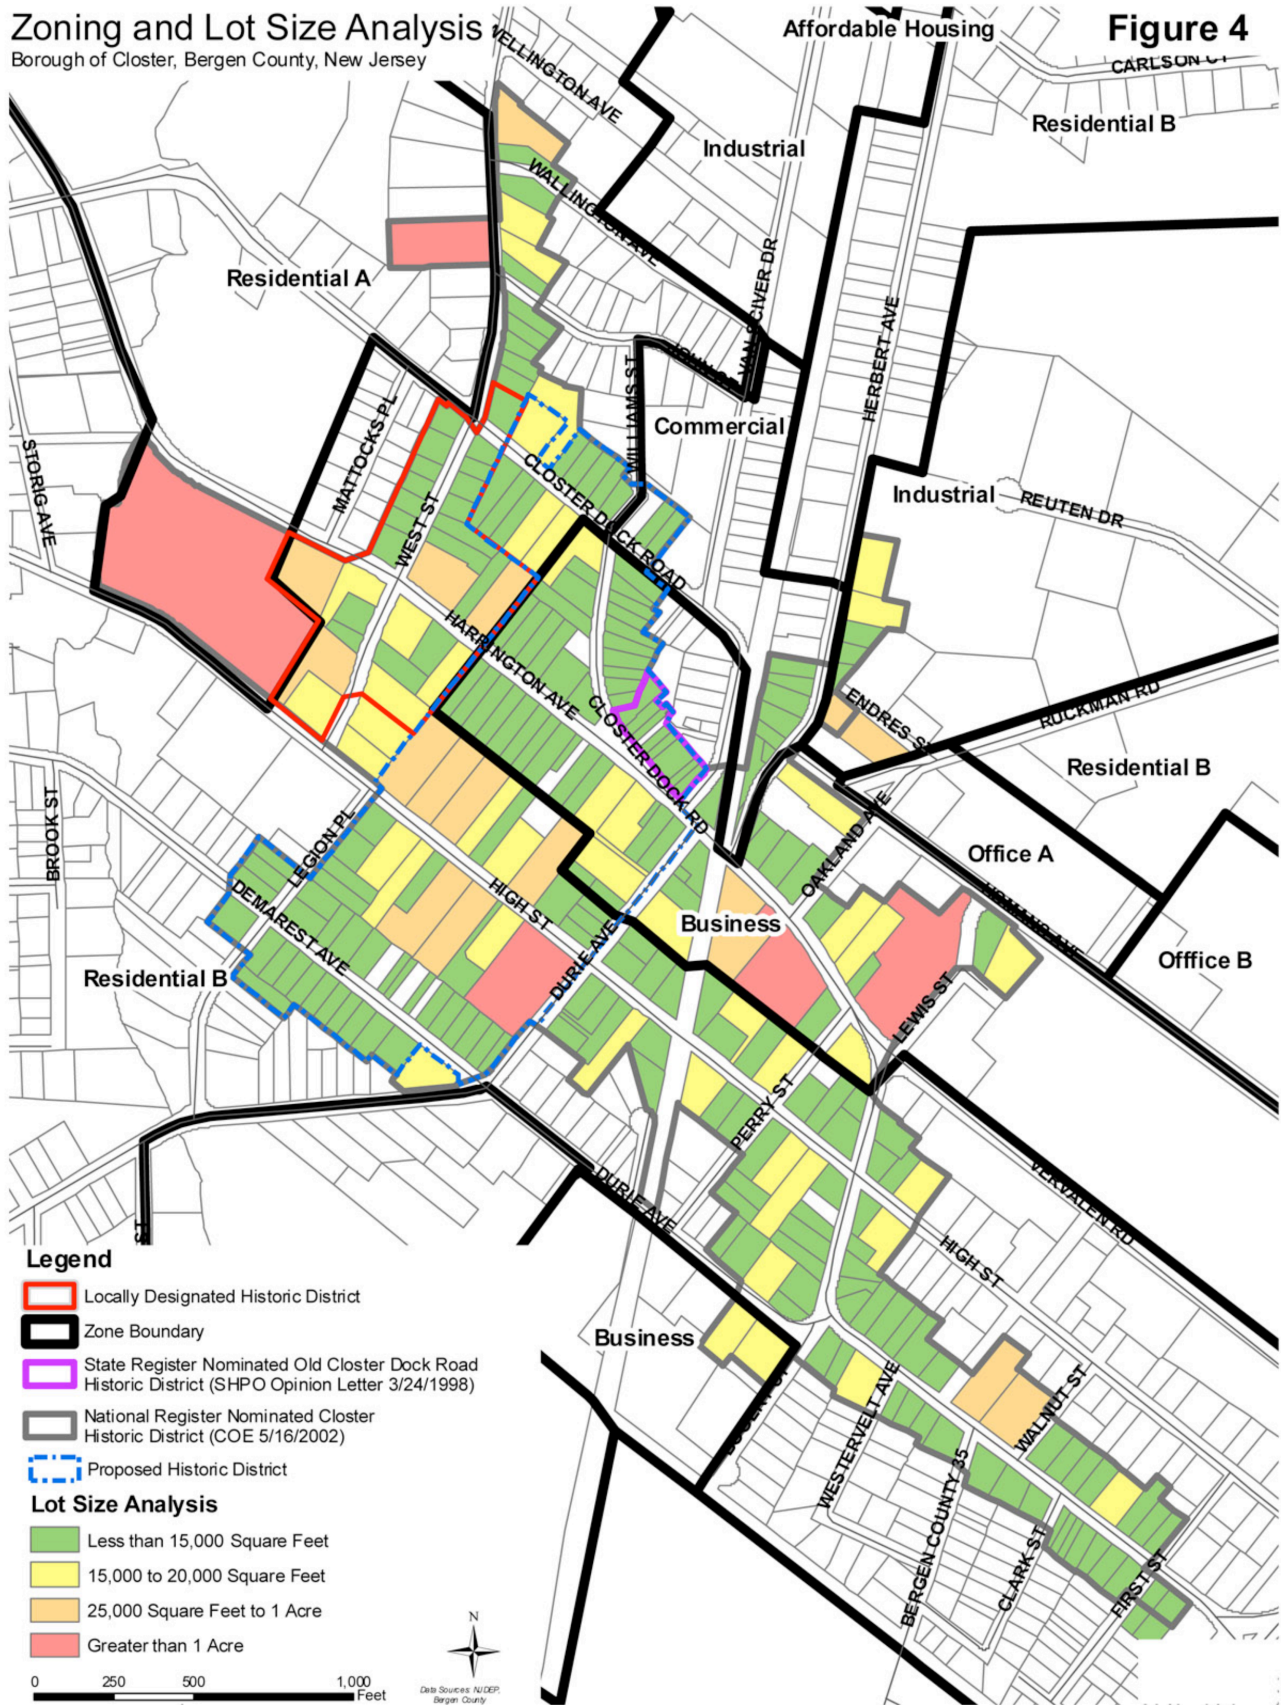 Zoning and Lot Size Analysis
Borough of Closter, Bergen County, New Jersey
Figure 4
Affordable Housing
CARLSON CT
WELLINGTON AVE
Industrial
Residential B
WALLINGTON AVE
VAN SCIVER DR
Residential A
HERBERT AVE
JOHN ST
WILLIAMS ST
MATTOCKS PL
Commercial
STORIG AVE
CLOSTER DOCK ROAD
Industrial
REUTEN DR
WEST ST
HARRINGTON AVE
CLOSTER DOCK RD
ENDRES ST
RUCKMAN RD
Residential B
BROOK ST
LEGION PL
OAKLAND AVE
Office A
HIGH ST
DEMAREST AVE
Business
DURIE AVE
Offfice B
Residential B
LEWIS ST
PERRY ST
DURIE AVE
VERVALEN RD
HIGH ST
ST
Business
WALNUT ST
WESTERVELT AVE
BERGEN COUNTY 35
CLARK ST
FIRST ST
Legend
Locally Designated Historic District
Zone Boundary
State Register Nominated Old Closter Dock Road
Historic District (SHPO Opinion Letter 3/24/1998)
National Register Nominated Closter
Historic District (COE 5/16/2002)
Proposed Historic District
Lot Size Analysis
Less than 15,000 Square Feet
15,000 to 20,000 Square Feet
25,000 Square Feet to 1 Acre
Greater than 1 Acre
0 250 500 1,000
Feet
N
Data Sources: NJDEP,
Bergen County